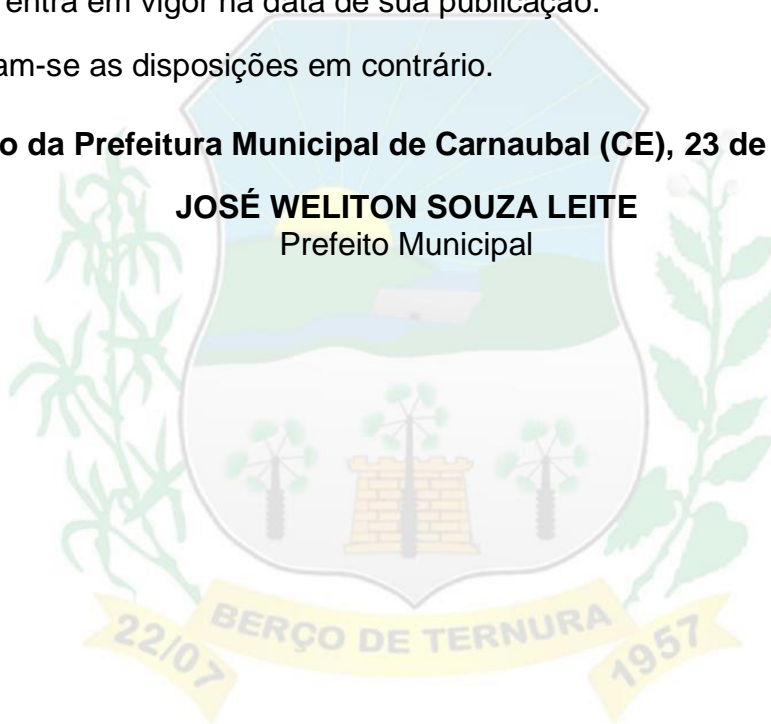 entra em vigor na data de sua publicação.
am-se as disposições em contrário.
o da Prefeitura Municipal de Carnaubal (CE), 23 de
JOSÉ WELITON SOUZA LEITE
Prefeito Municipal
22/07 BERÇO DE TERNURA 1957